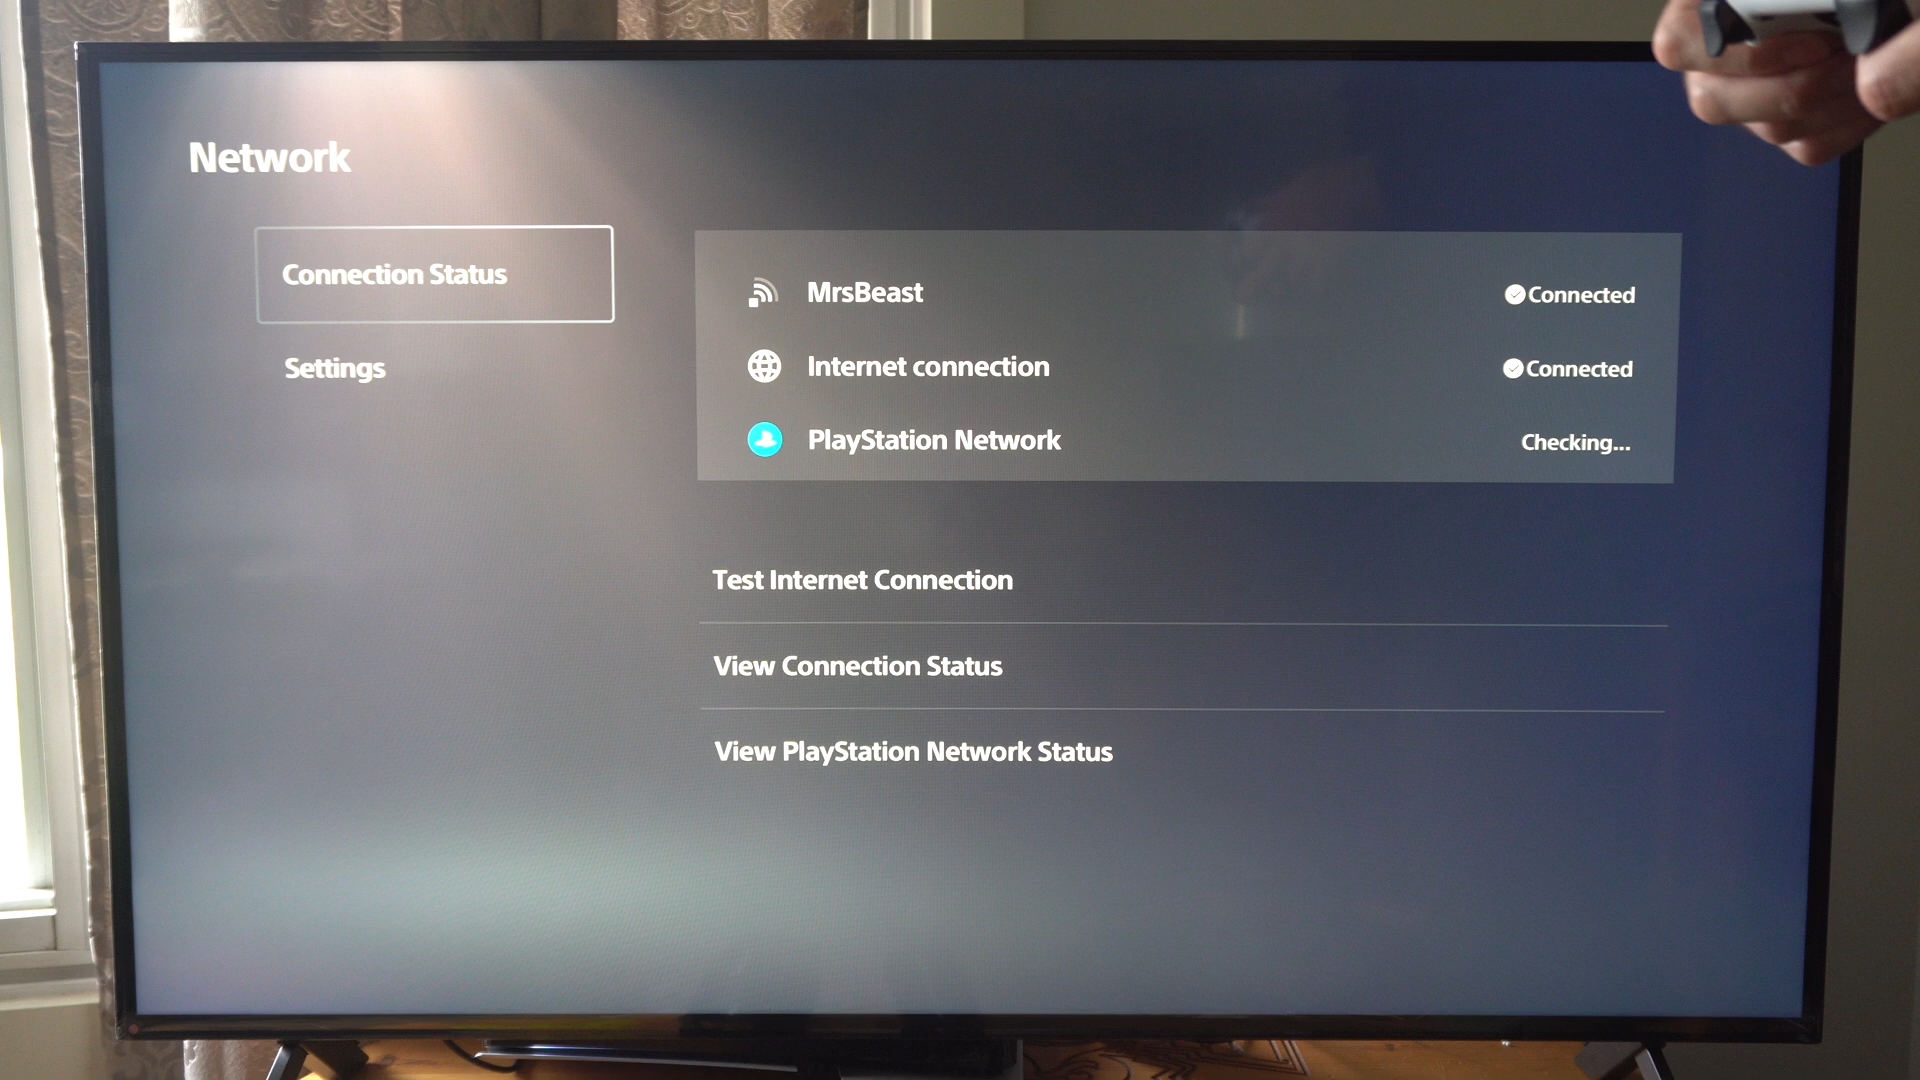 Network
Connection Status
Settings
MrsBeast
Connected
Internet connection
Connected
PlayStation Network
Checking...
Test Internet Connection
View Connection Status
View PlayStation Network Status